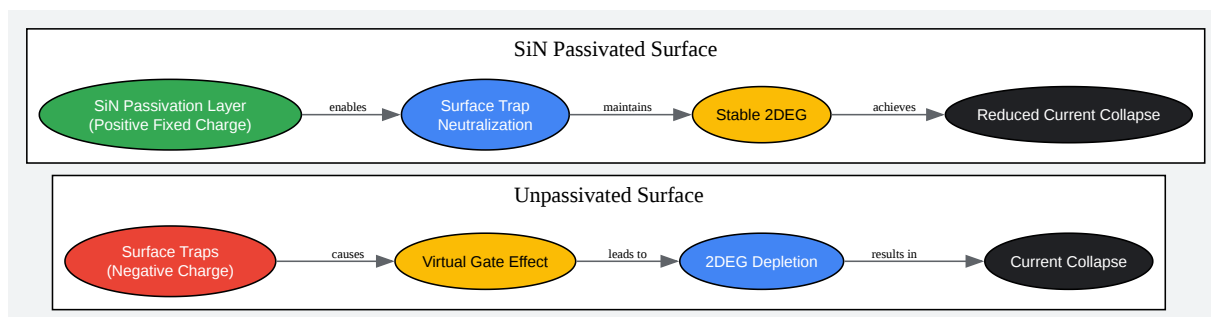 SiN Passivated Surface
SiN Passivation Layer
(Positive Fixed Charge)
enables
Surface Trap
Neutralization
maintains
Stable 2DEG
achieves
Reduced Current Collapse
Unpassivated Surface
Surface Traps
(Negative Charge)
causes
Virtual Gate Effect
leads to
2DEG Depletion
results in
Current Collapse